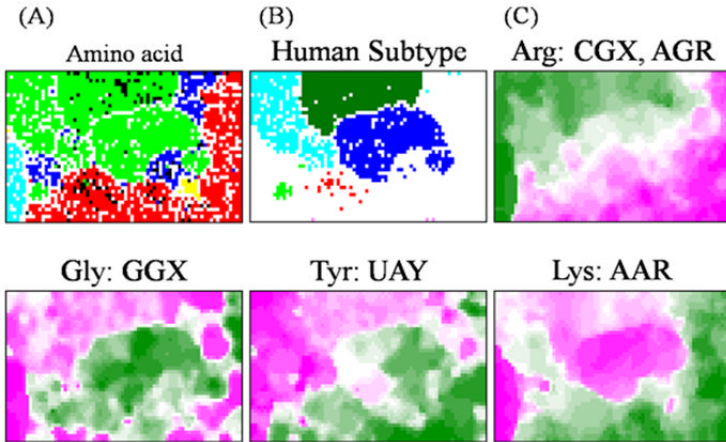 (A) (B) (C)
Amino acid Human Subtype Arg: CGX, AGR
Gly: GGX Tyr: UAY Lys: AAR